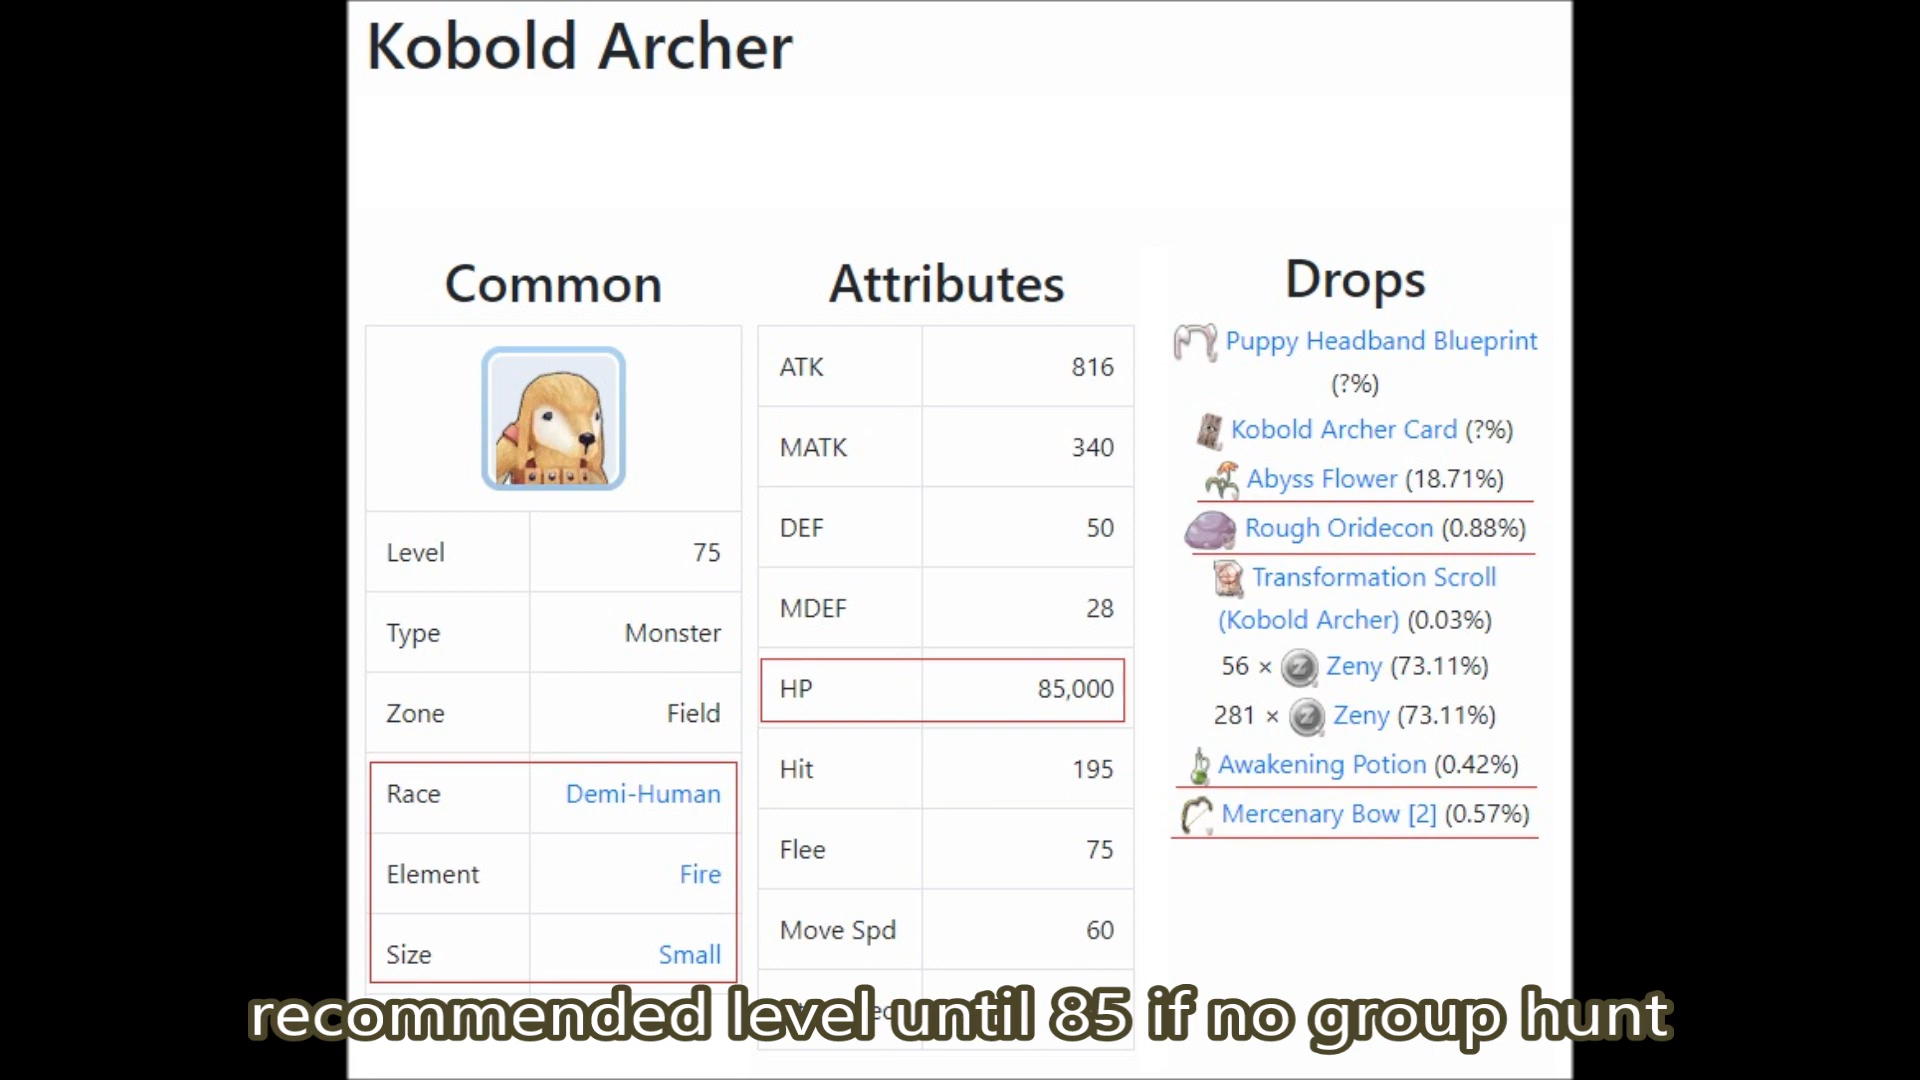 Kobold Archer
Common
Level 75
Type Monster
Zone Field
Race Demi-Human
Element Fire
Size Small
Attributes
ATK 816
MATK 340
DEF 50
MDEF 28
HP 85,000
Hit 195
Flee 75
Move Spd 60
Drops
Puppy Headband Blueprint
(?%)
Kobold Archer Card (?%)
Abyss Flower (18.71%)
Rough Oridecon (0.88%)
Transformation Scroll
(Kobold Archer) (0.03%)
56 × Zeny (73.11%)
281 × Zeny (73.11%)
Awakening Potion (0.42%)
Mercenary Bow [2] (0.57%)
recommended level until 85 if no group hunt